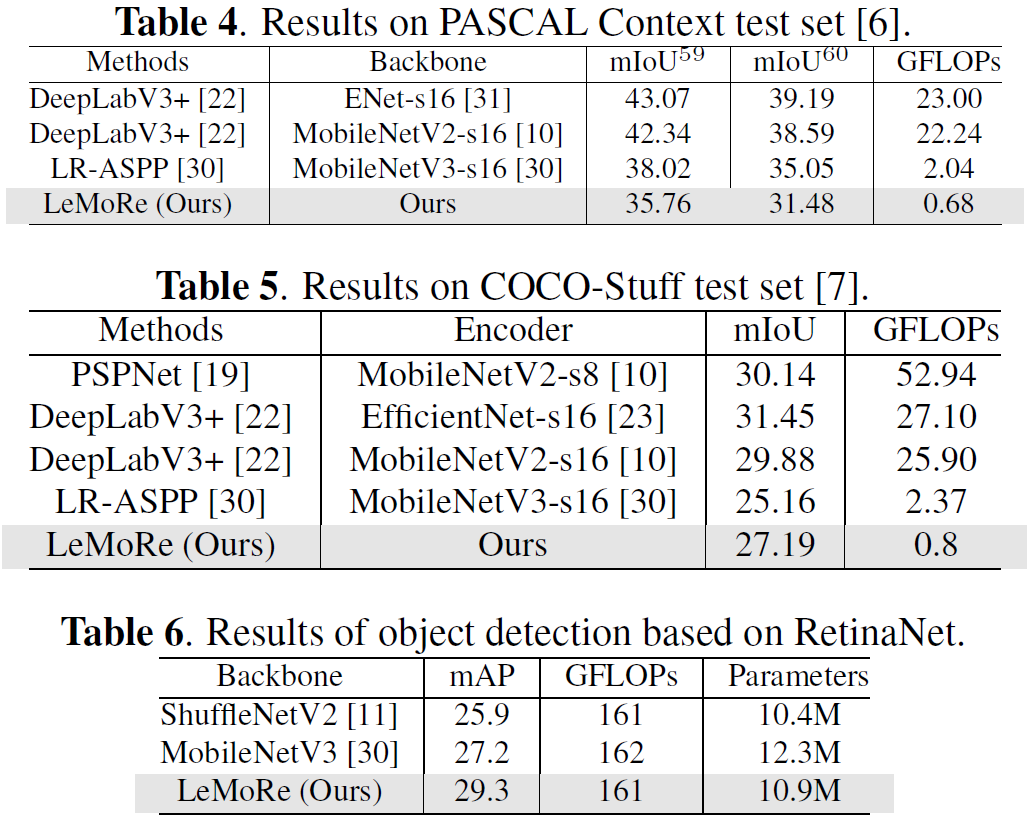 Table 4. Results on PASCAL Context test set [6].
Methods Backbone mIoU⁵⁹ mIoU⁶⁰ GFLOPs
DeepLabV3+ [22] ENet-s16 [31] 43.07 39.19 23.00
DeepLabV3+ [22] MobileNetV2-s16 [10] 42.34 38.59 22.24
LR-ASPP [30] MobileNetV3-s16 [30] 38.02 35.05 2.04
LeMoRe (Ours) Ours 35.76 31.48 0.68
Table 5. Results on COCO-Stuff test set [7].
Methods Encoder mIoU GFLOPs
PSPNet [19] MobileNetV2-s8 [10] 30.14 52.94
DeepLabV3+ [22] EfficientNet-s16 [23] 31.45 27.10
DeepLabV3+ [22] MobileNetV2-s16 [10] 29.88 25.90
LR-ASPP [30] MobileNetV3-s16 [30] 25.16 2.37
LeMoRe (Ours) Ours 27.19 0.8
Table 6. Results of object detection based on RetinaNet.
Backbone mAP GFLOPs Parameters
ShuffleNetV2 [11] 25.9 161 10.4M
MobileNetV3 [30] 27.2 162 12.3M
LeMoRe (Ours) 29.3 161 10.9M